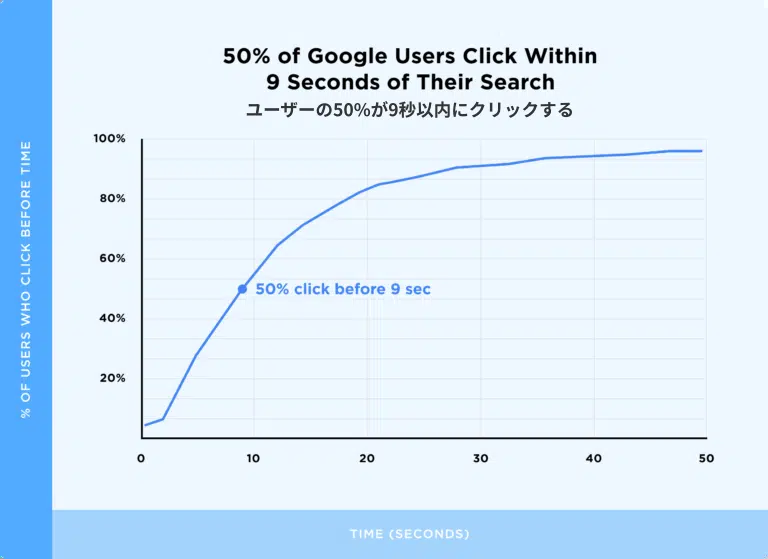 50% of Google Users Click Within
9 Seconds of Their Search
ユーザーの50%が9秒以内にクリックする
% OF USERS WHO CLICK BEFORE TIME
100%
80%
60%
50% click before 9 sec
40%
20%
0 10 20 30 40 50
TIME (SECONDS)